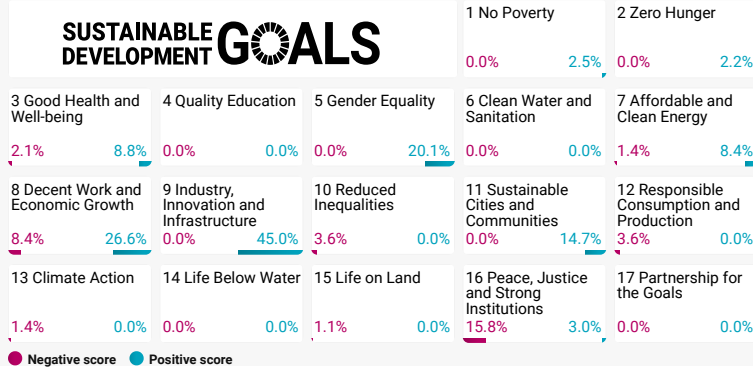 SUSTAINABLE
DEVELOPMENT
GOALS
1 No Poverty
0.0% 2.5%
2 Zero Hunger
0.0% 2.2%
3 Good Health and
Well-being
2.1% 8.8%
4 Quality Education
0.0% 0.0%
5 Gender Equality
0.0% 20.1%
6 Clean Water and
Sanitation
0.0% 0.0%
7 Affordable and
Clean Energy
1.4% 8.4%
8 Decent Work and
Economic Growth
8.4% 26.6%
9 Industry,
Innovation and
Infrastructure
0.0% 45.0%
10 Reduced
Inequalities
3.6% 0.0%
11 Sustainable
Cities and
Communities
0.0% 14.7%
12 Responsible
Consumption and
Production
3.6% 0.0%
13 Climate Action
1.4% 0.0%
14 Life Below Water
0.0% 0.0%
15 Life on Land
1.1% 0.0%
16 Peace, Justice
and Strong
Institutions
15.8% 3.0%
17 Partnership for
the Goals
0.0% 0.0%
Negative score Positive score